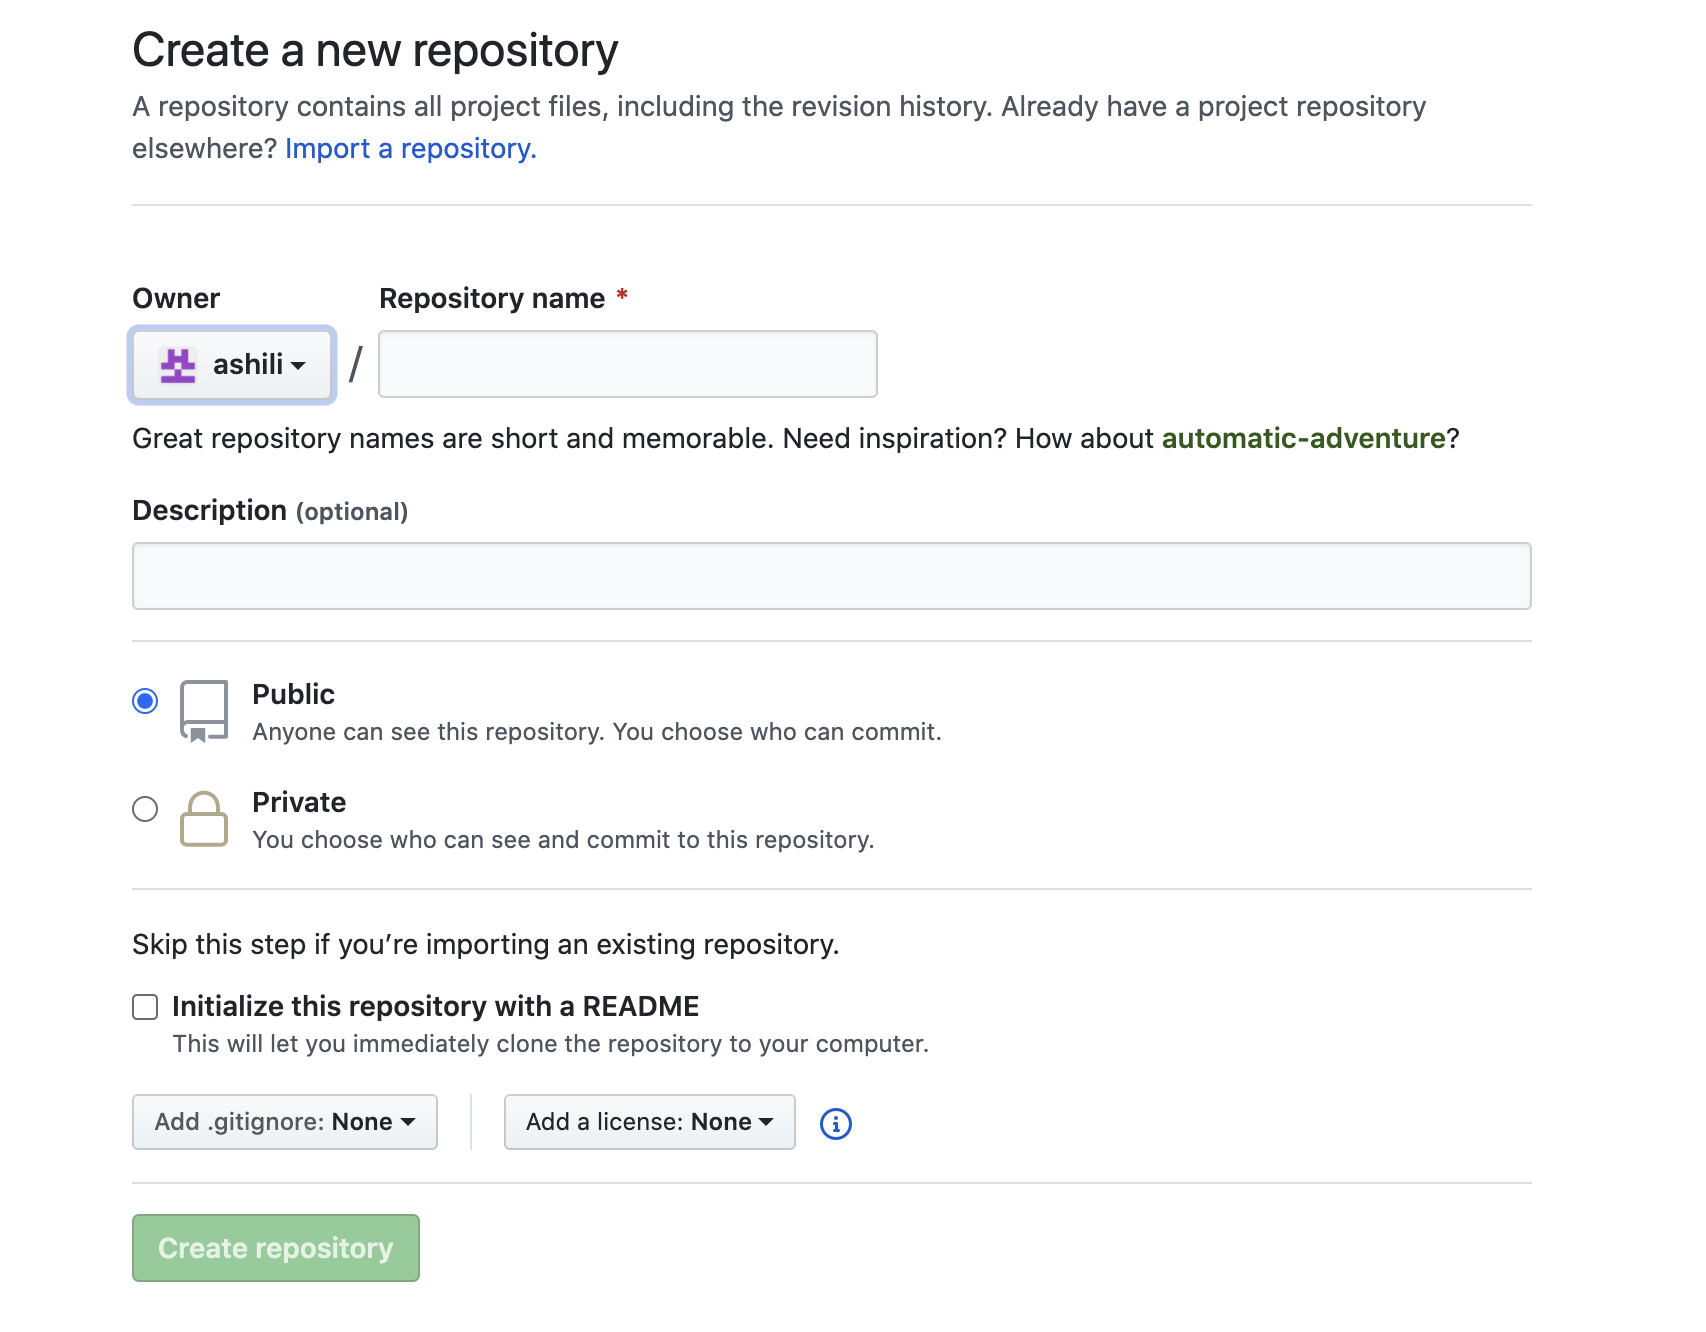 Create a new repository
A repository contains all project files, including the revision history. Already have a project repository
elsewhere? Import a repository.
Owner
Repository name *
ashili
/
Great repository names are short and memorable. Need inspiration? How about automatic-adventure?
Description (optional)
Public
Anyone can see this repository. You choose who can commit.
Private
You choose who can see and commit to this repository.
Skip this step if you’re importing an existing repository.
Initialize this repository with a README
This will let you immediately clone the repository to your computer.
Add .gitignore: None
Add a license: None
Create repository